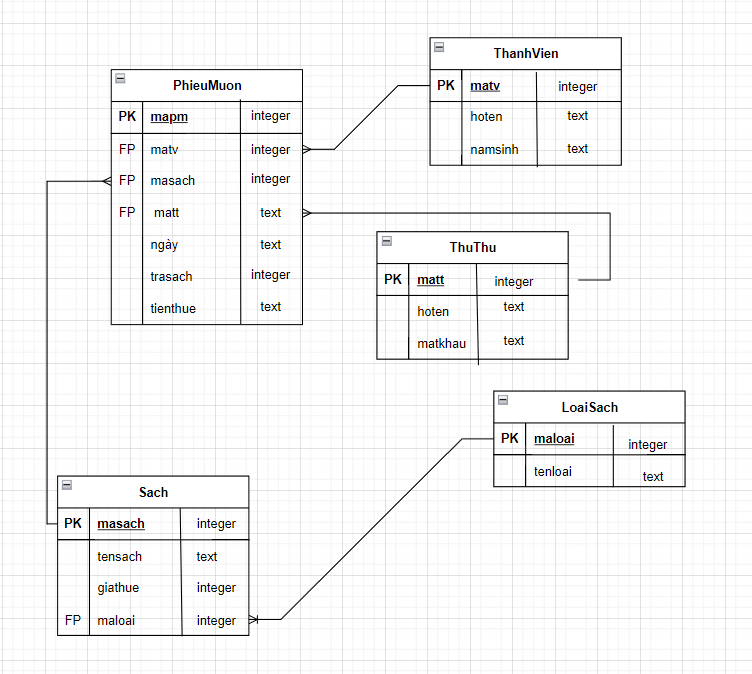 ThanhVien
PK matv integer
hoten text
namsinh text
PhieuMuon
PK mapm integer
FP matv integer
FP masach integer
FP matt text
ngày text
trasach integer
tienthue text
ThuThu
PK matt integer
hoten text
matkhau text
LoaiSach
PK maloai integer
tenloai text
Sach
PK masach integer
tensach text
giathue integer
FP maloai integer